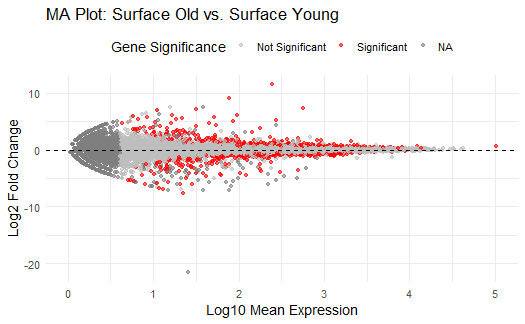 MA Plot: Surface Old vs. Surface Young
Gene Significance Not Significant Significant NA
Log2 Fold Change
10
0
-10
-20
0 1 2 3 4 5
Log10 Mean Expression